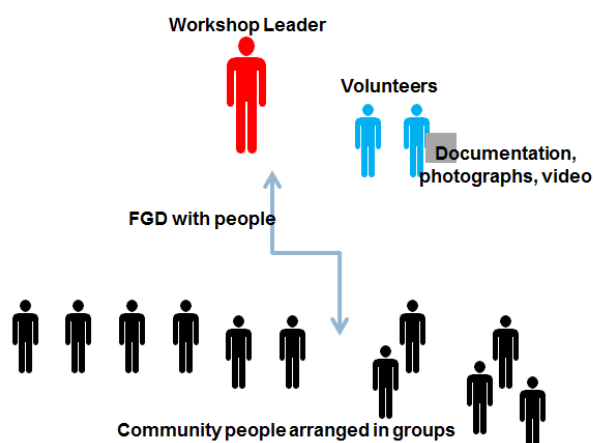 Workshop Leader
Volunteers
Documentation,
photographs, video
FGD with people
Community people arranged in groups